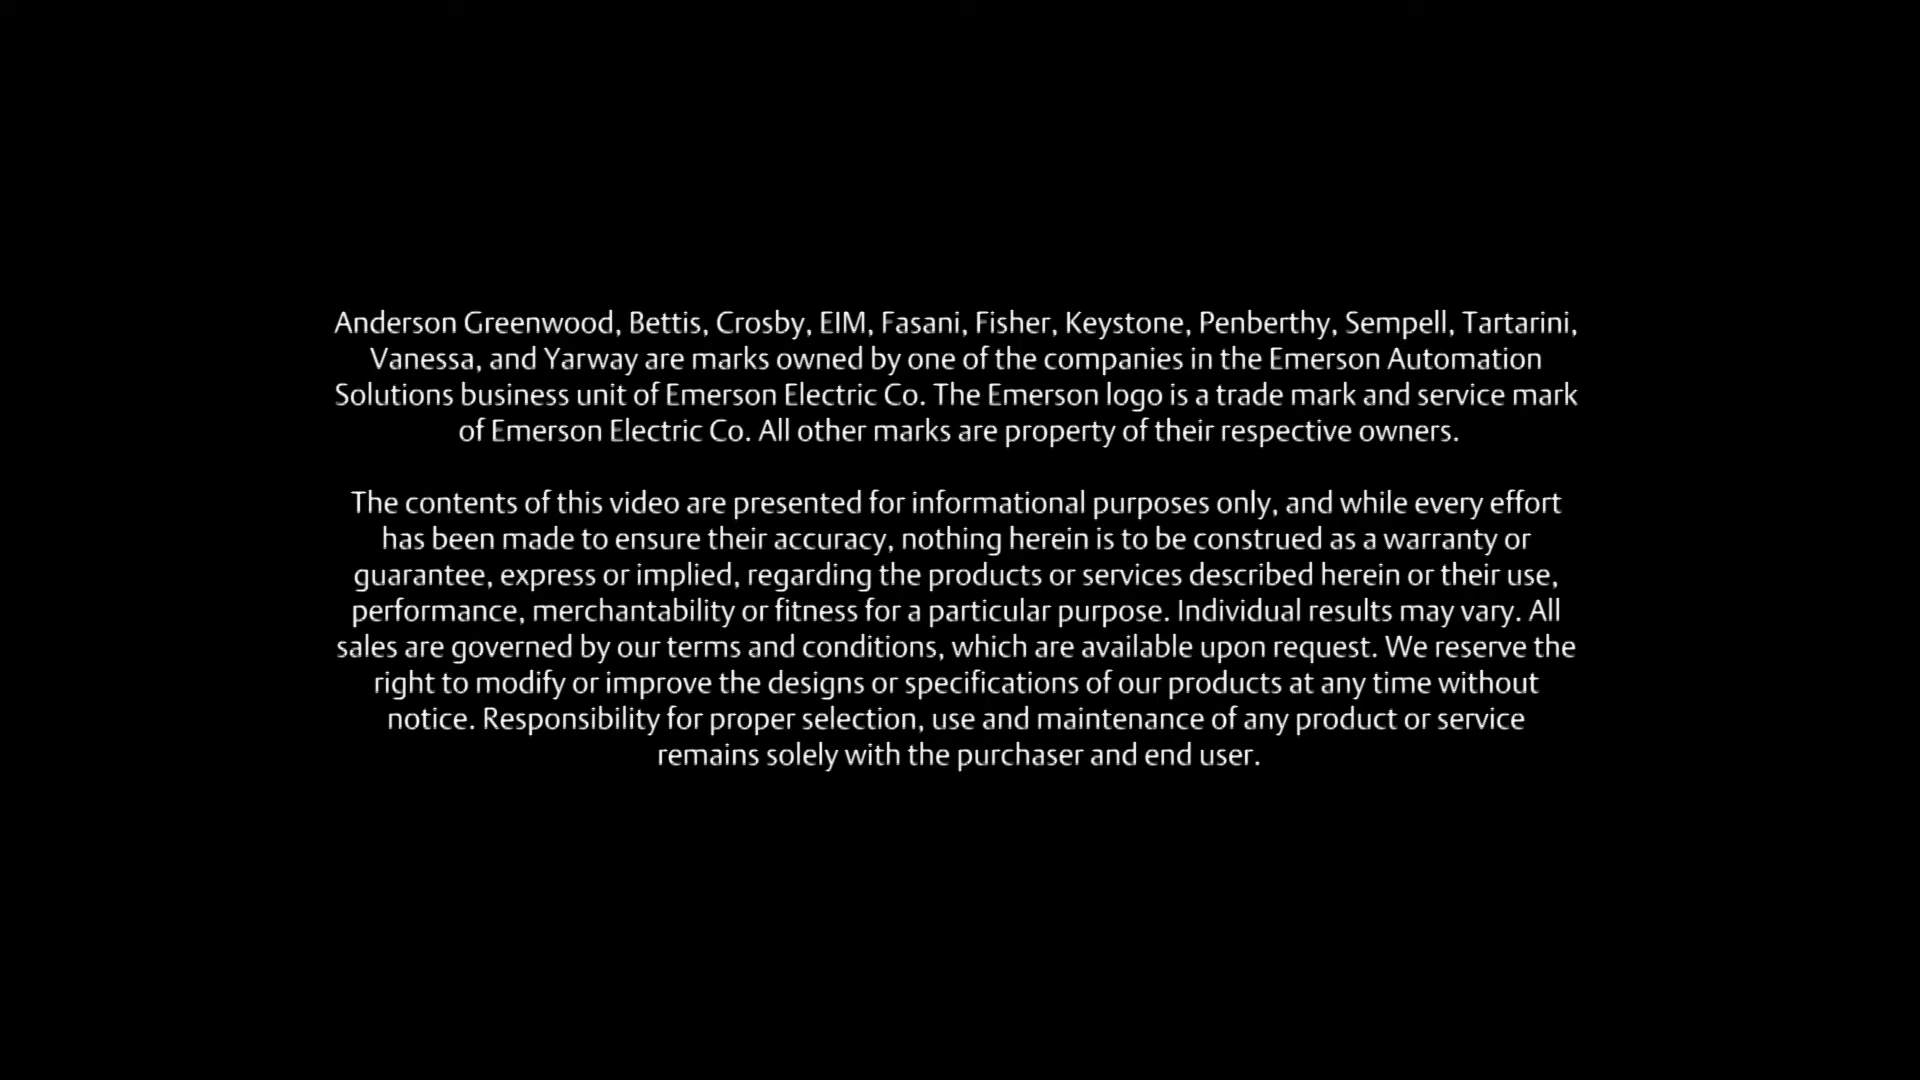 Anderson Greenwood, Bettis, Crosby, EIM, Fasani, Fisher, Keystone, Penberthy, Sempell, Tartarini,
Vanessa, and Yarway are marks owned by one of the companies in the Emerson Automation
Solutions business unit of Emerson Electric Co. The Emerson logo is a trade mark and service mark
of Emerson Electric Co. All other marks are property of their respective owners.
The contents of this video are presented for informational purposes only, and while every effort
has been made to ensure their accuracy, nothing herein is to be construed as a warranty or
guarantee, express or implied, regarding the products or services described herein or their use,
performance, merchantability or fitness for a particular purpose. Individual results may vary. All
sales are governed by our terms and conditions, which are available upon request. We reserve the
right to modify or improve the designs or specifications of our products at any time without
notice. Responsibility for proper selection, use and maintenance of any product or service
remains solely with the purchaser and end user.